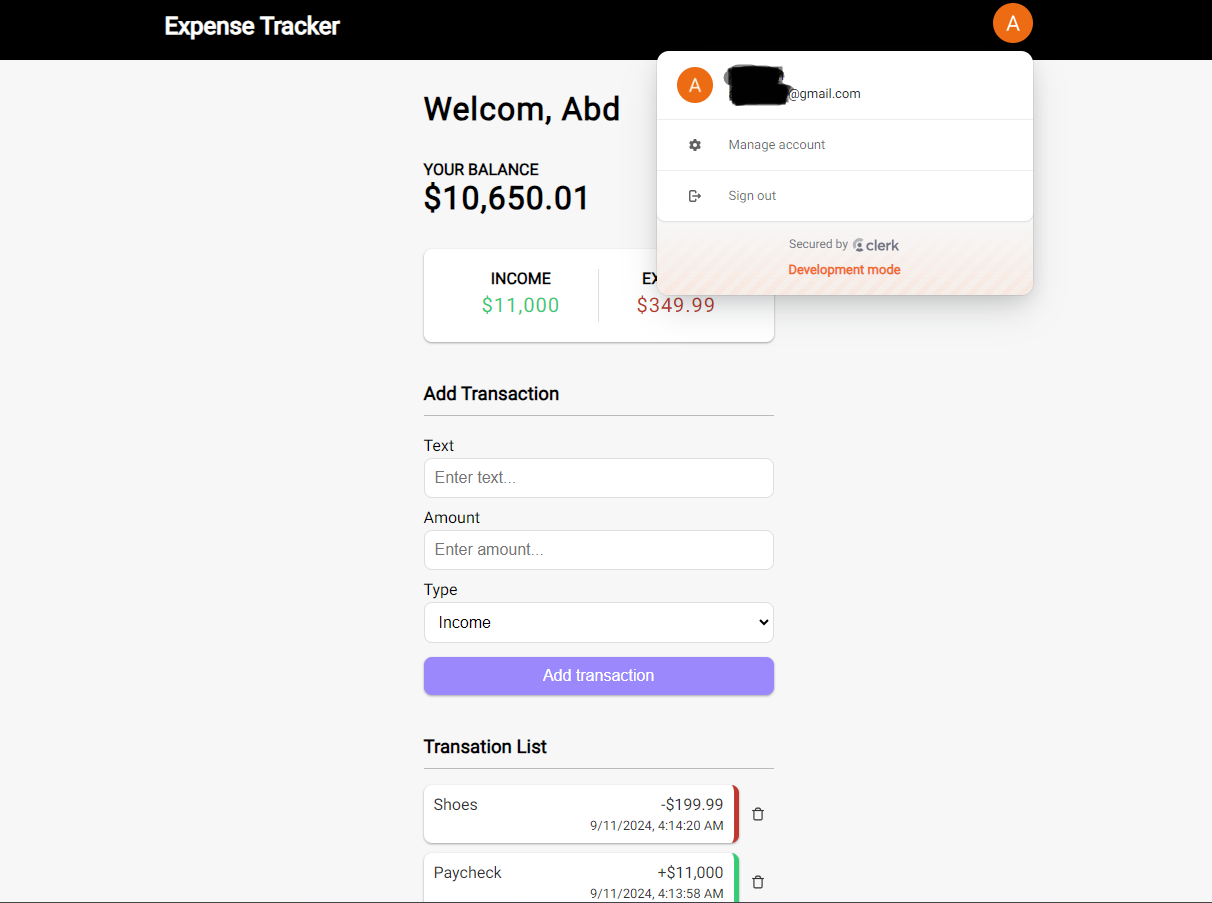 Expense Tracker
A
A
@gmail.com
Manage account
Sign out
Secured by clerk
Development mode
Welcom, Abd
YOUR BALANCE
$10,650.01
INCOME
$11,000
EX
$349.99
Add Transaction
Text
Enter text...
Amount
Enter amount...
Type
Income
Add transaction
Transation List
Shoes -$199.99
9/11/2024, 4:14:20 AM
Paycheck +$11,000
9/11/2024, 4:13:58 AM